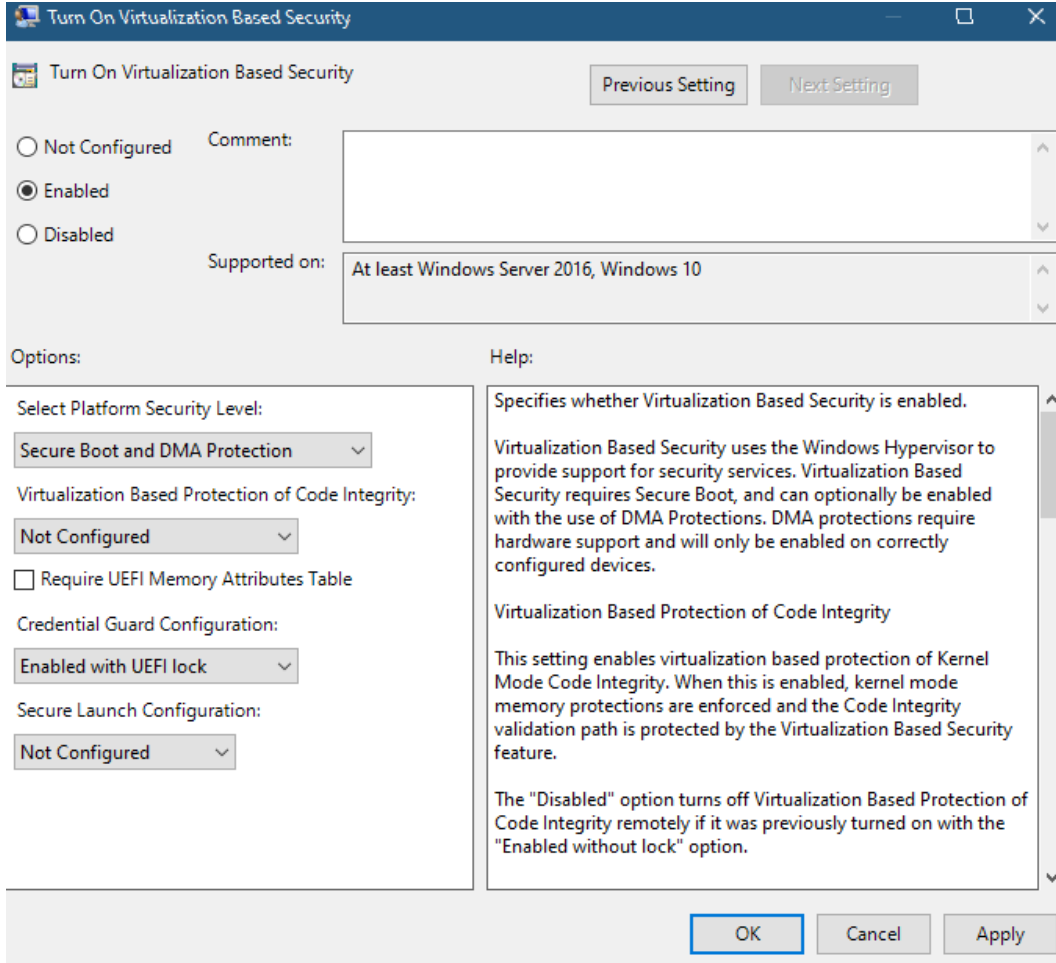 Turn On Virtualization Based Security
Turn On Virtualization Based Security
Previous Setting
Next Setting
Not Configured
Enabled
Disabled
Comment:
Supported on:
At least Windows Server 2016, Windows 10
Options:
Help:
Select Platform Security Level:
Secure Boot and DMA Protection
Virtualization Based Protection of Code Integrity:
Not Configured
Require UEFI Memory Attributes Table
Credential Guard Configuration:
Enabled with UEFI lock
Secure Launch Configuration:
Not Configured
Specifies whether Virtualization Based Security is enabled.
Virtualization Based Security uses the Windows Hypervisor to
provide support for security services. Virtualization Based
Security requires Secure Boot, and can optionally be enabled
with the use of DMA Protections. DMA protections require
hardware support and will only be enabled on correctly
configured devices.
Virtualization Based Protection of Code Integrity
This setting enables virtualization based protection of Kernel
Mode Code Integrity. When this is enabled, kernel mode
memory protections are enforced and the Code Integrity
validation path is protected by the Virtualization Based Security
feature.
The "Disabled" option turns off Virtualization Based Protection of
Code Integrity remotely if it was previously turned on with the
"Enabled without lock" option.
OK
Cancel
Apply